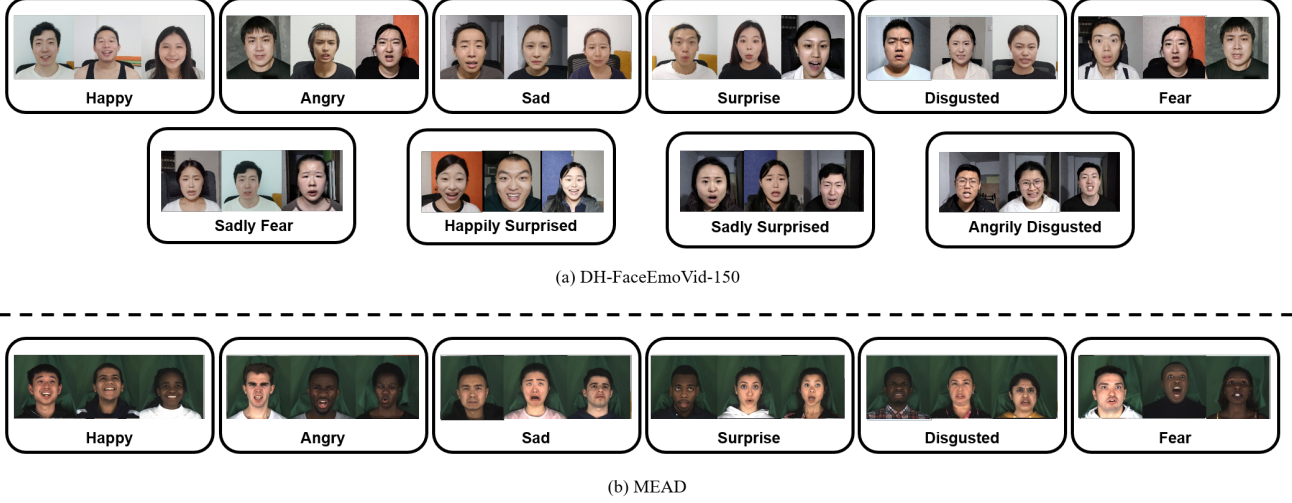 Happy
Angry
Sad
Surprise
Disgusted
Fear
Sadly Fear
Happily Surprised
Sadly Surprised
Angrily Disgusted
(a) DH-FaceEmoVid-150
Happy
Angry
Sad
Surprise
Disgusted
Fear
(b) MEAD